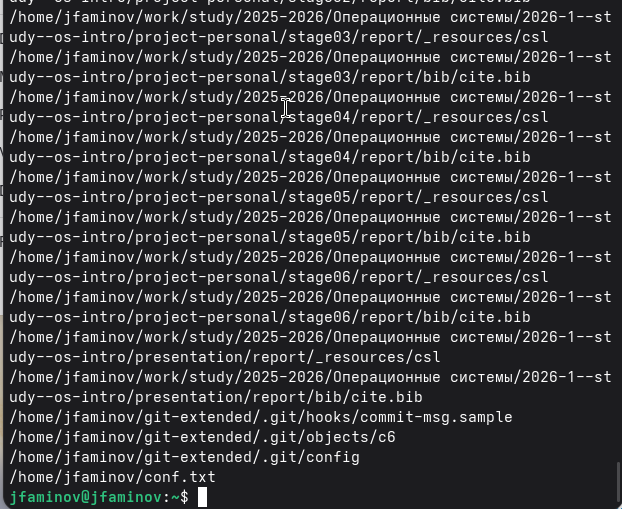 /home/jfaminov/work/study/2025-2026/Операционные системы/2026-1--st
udy--os-intro/project-personal/stage03/report/_resources/csl
/home/jfaminov/work/study/2025-2026/Операционные системы/2026-1--st
udy--os-intro/project-personal/stage03/report/bib/cite.bib
/home/jfaminov/work/study/2025-2026/Операционные системы/2026-1--st
udy--os-intro/project-personal/stage04/report/_resources/csl
/home/jfaminov/work/study/2025-2026/Операционные системы/2026-1--st
udy--os-intro/project-personal/stage04/report/bib/cite.bib
/home/jfaminov/work/study/2025-2026/Операционные системы/2026-1--st
udy--os-intro/project-personal/stage05/report/_resources/csl
/home/jfaminov/work/study/2025-2026/Операционные системы/2026-1--st
udy--os-intro/project-personal/stage05/report/bib/cite.bib
/home/jfaminov/work/study/2025-2026/Операционные системы/2026-1--st
udy--os-intro/project-personal/stage06/report/_resources/csl
/home/jfaminov/work/study/2025-2026/Операционные системы/2026-1--st
udy--os-intro/project-personal/stage06/report/bib/cite.bib
/home/jfaminov/work/study/2025-2026/Операционные системы/2026-1--st
udy--os-intro/presentation/report/_resources/csl
/home/jfaminov/work/study/2025-2026/Операционные системы/2026-1--st
udy--os-intro/presentation/report/bib/cite.bib
/home/jfaminov/git-extended/.git/hooks/commit-msg.sample
/home/jfaminov/git-extended/.git/objects/c6
/home/jfaminov/git-extended/.git/config
/home/jfaminov/conf.txt
jfaminov@jfaminov:~$